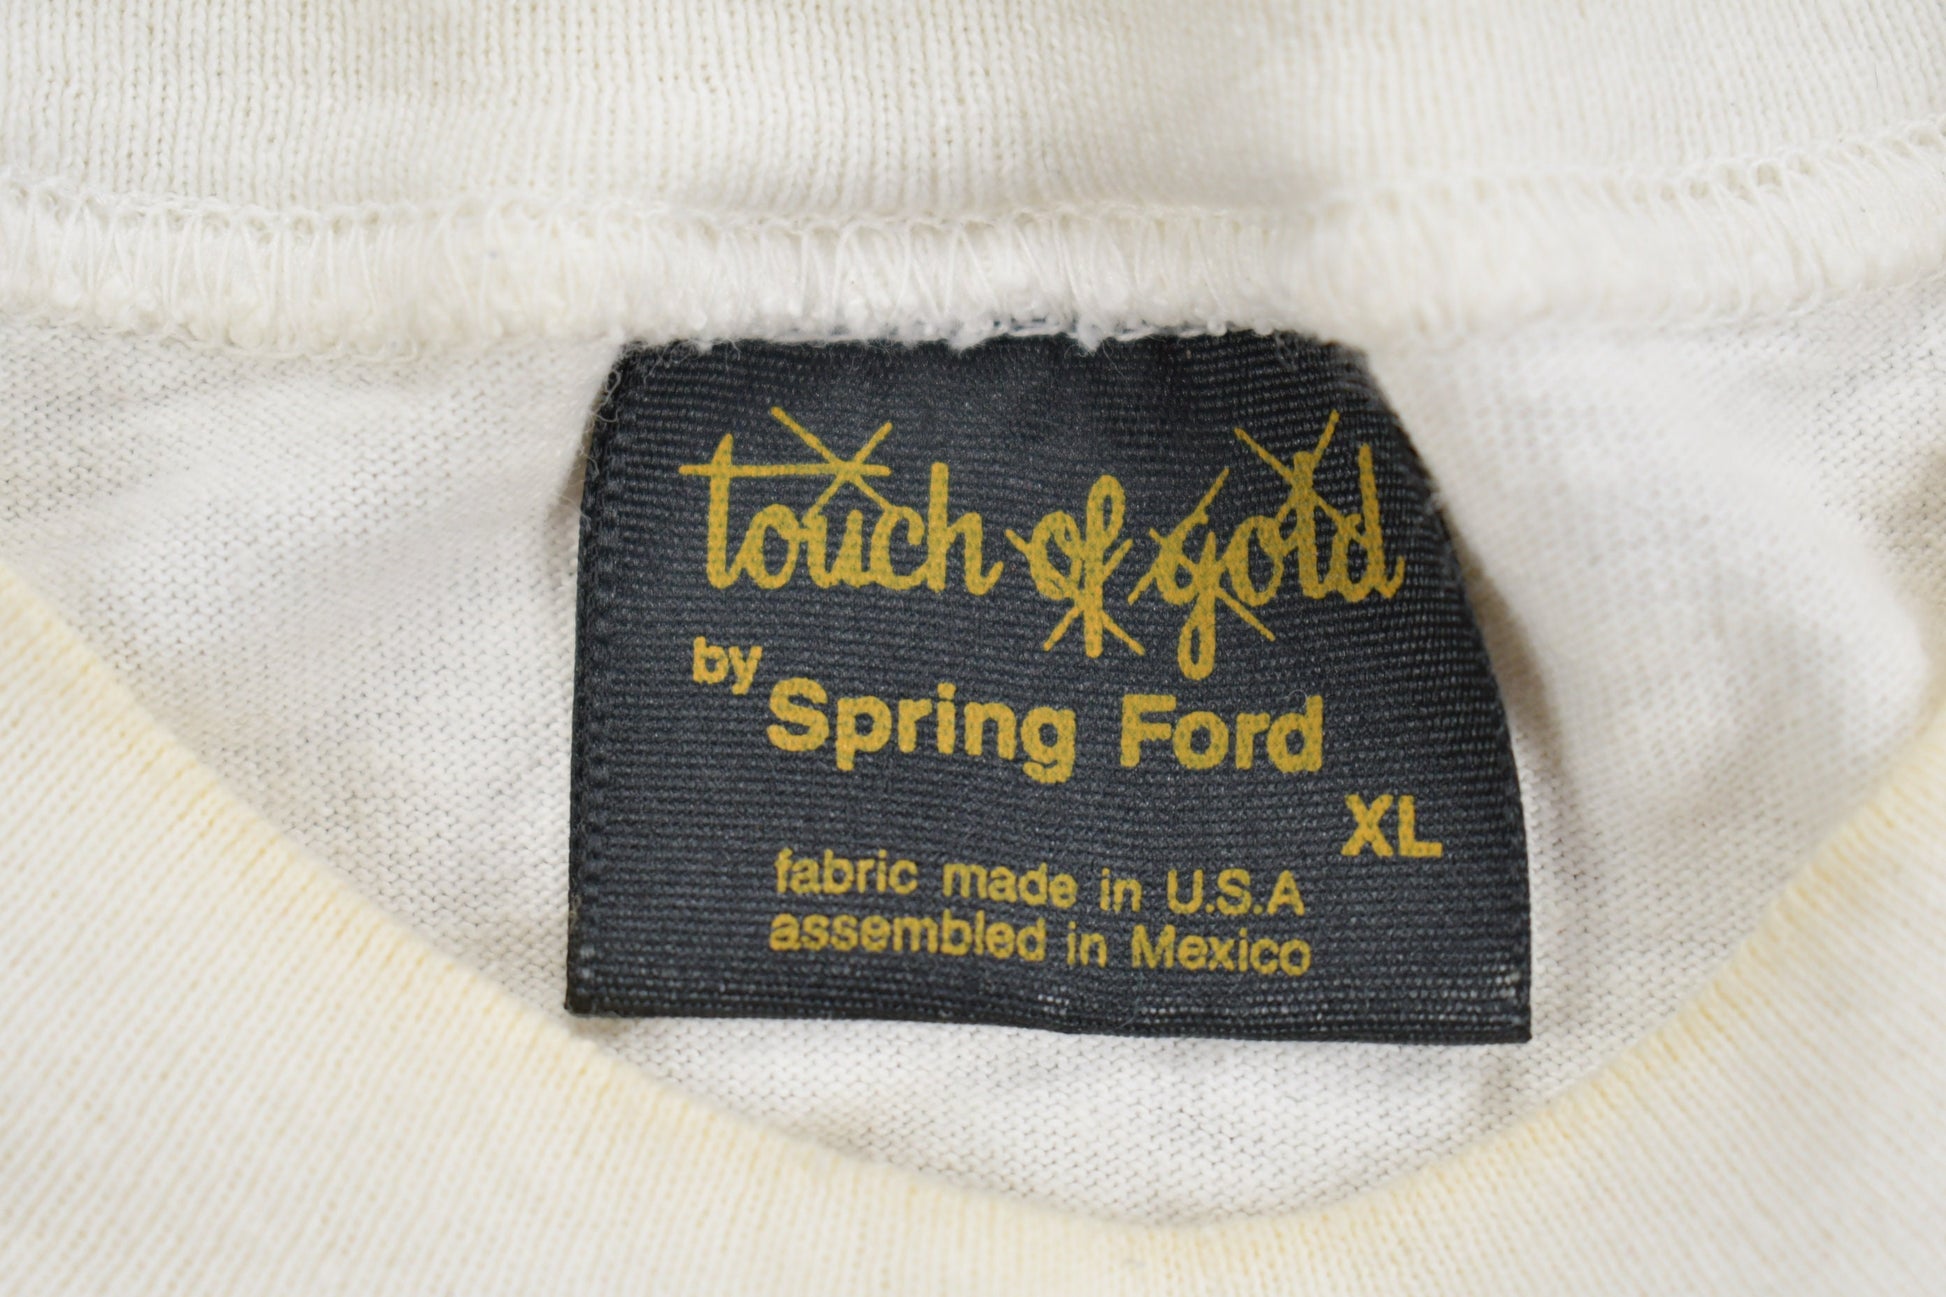 touch of gold
by Spring Ford
XL
fabric made in U.S.A
assembled in Mexico